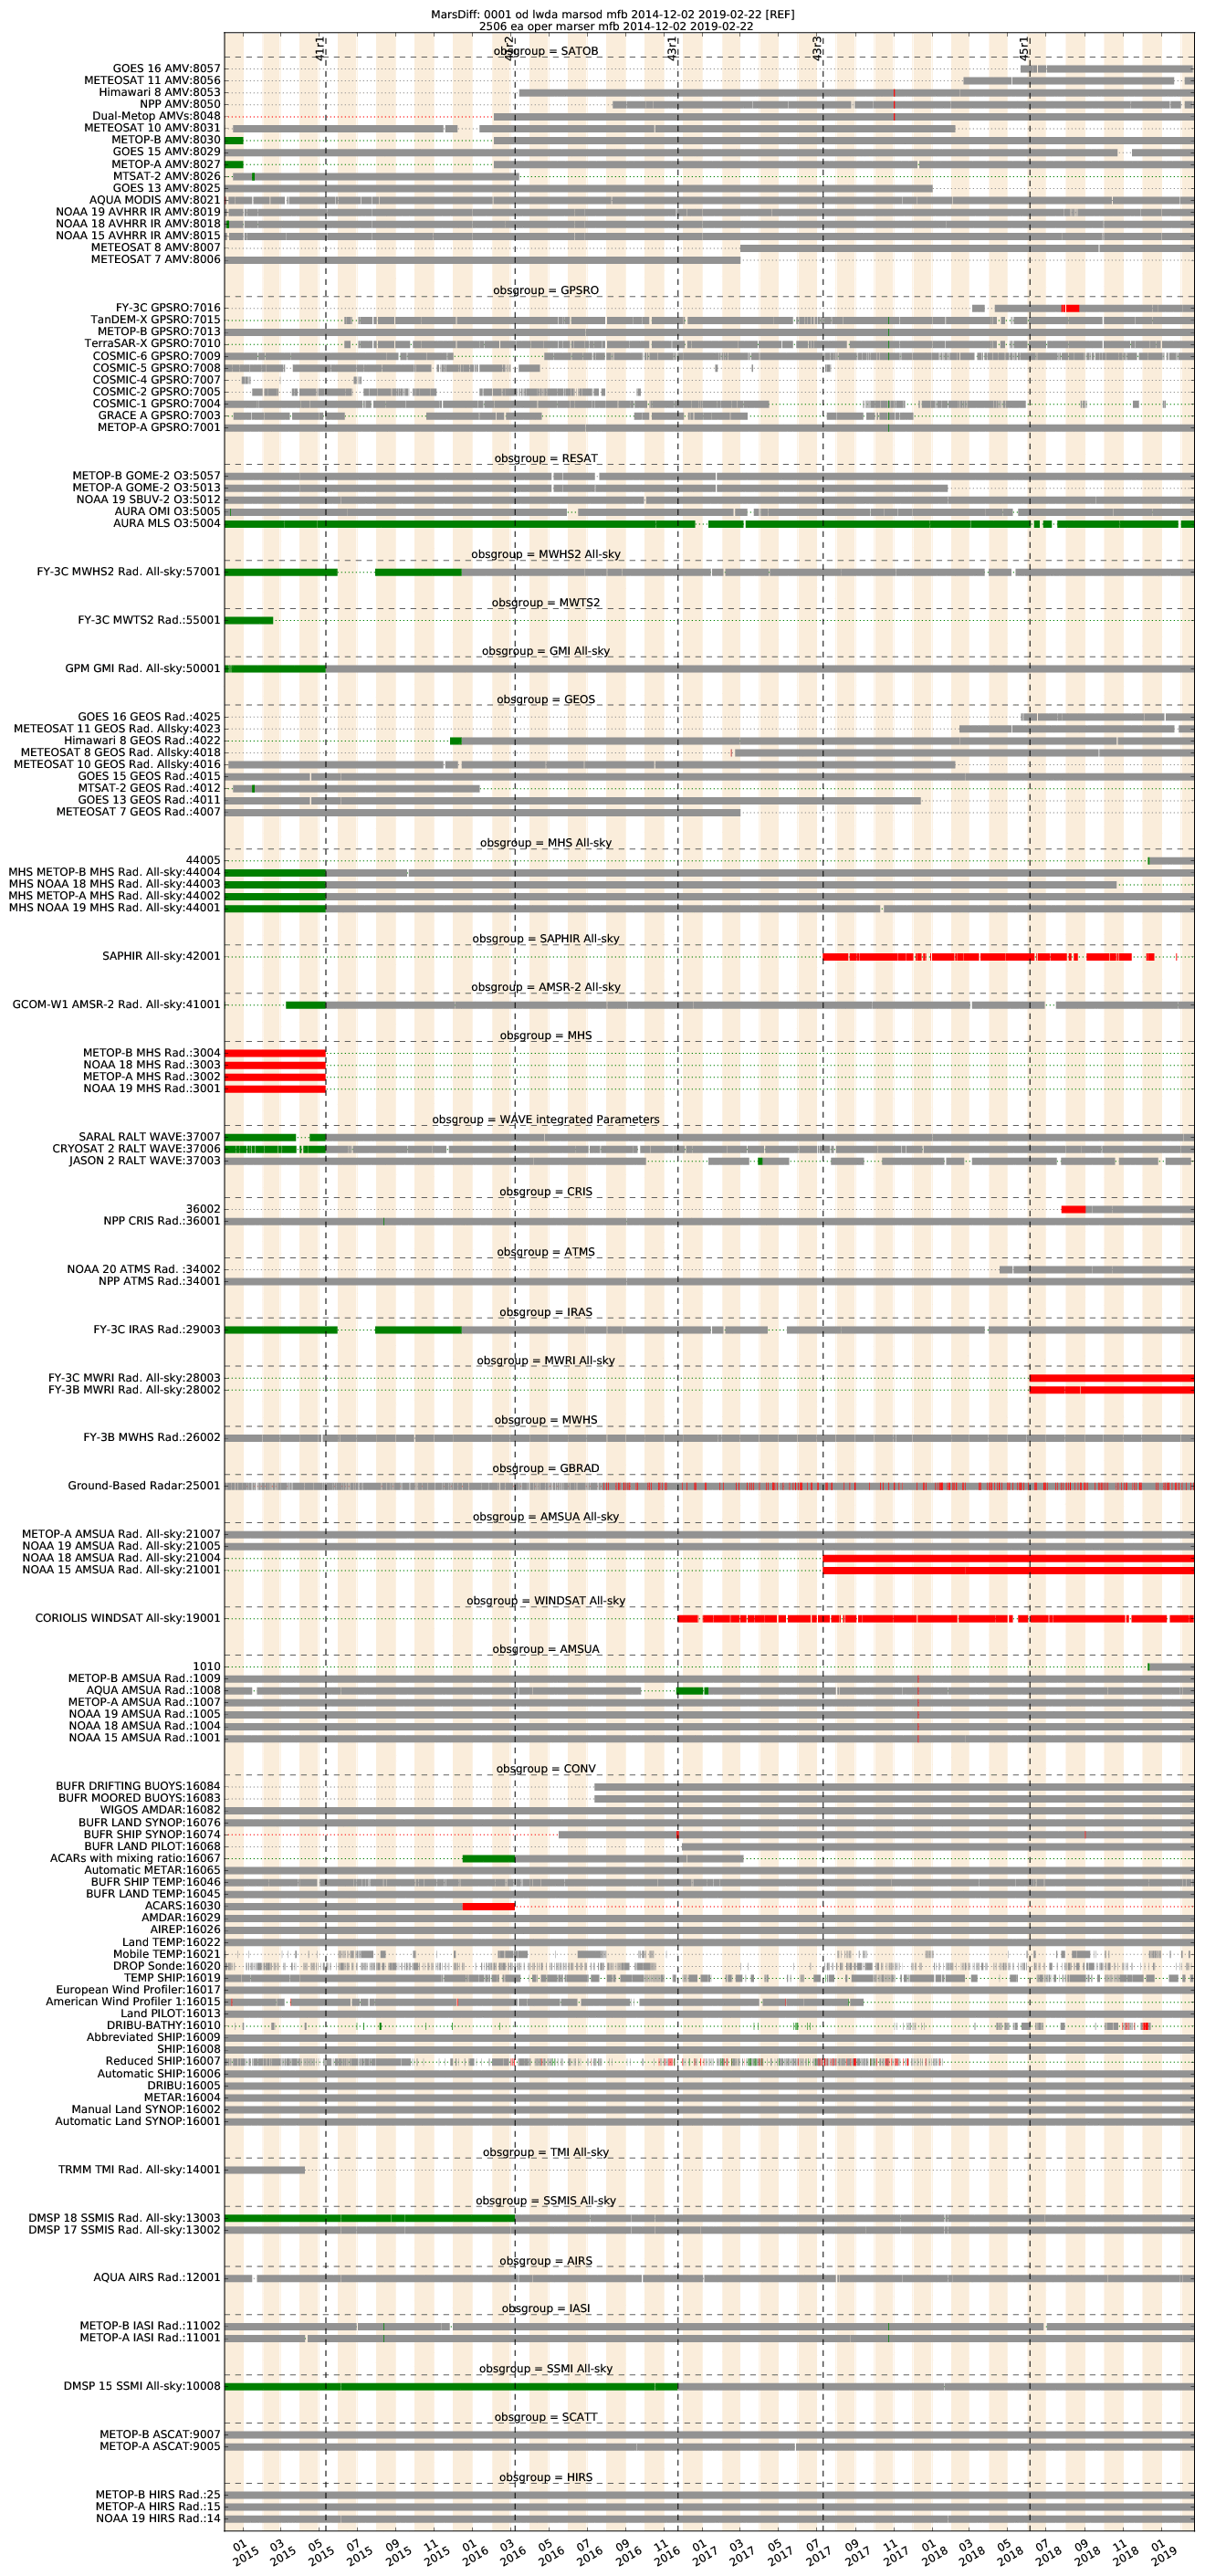 MarsDiff: 0001 od lwda marsod mfb 2014-12-02 2019-02-22 [REF]
2506 ea oper marser mfb 2014-12-02 2019-02-22
41r1
43r1
43r3
45r1
obsgroup = SATOB
GOES 16 AMV:8057
METEOSAT 11 AMV:8056
Himawari 8 AMV:8053
NPP AMV:8050
Dual-Metop AMVs:8048
METEOSAT 10 AMV:8031
METOP-B AMV:8030
GOES 15 AMV:8029
METOP-A AMV:8027
MTSAT-2 AMV:8026
GOES 13 AMV:8025
AQUA MODIS AMV:8021
NOAA 19 AVHRR IR AMV:8019
NOAA 18 AVHRR IR AMV:8018
NOAA 15 AVHRR IR AMV:8015
METEOSAT 8 AMV:8007
METEOSAT 7 AMV:8006
obsgroup = GPSRO
FY-3C GPSRO:7016
TanDEM-X GPSRO:7015
METOP-B GPSRO:7013
TerraSAR-X GPSRO:7010
COSMIC-6 GPSRO:7009
COSMIC-5 GPSRO:7008
COSMIC-4 GPSRO:7007
COSMIC-2 GPSRO:7005
COSMIC-1 GPSRO:7004
GRACE A GPSRO:7003
METOP-A GPSRO:7001
obsgroup = RESAT
METOP-B GOME-2 O3:5057
METOP-A GOME-2 O3:5013
NOAA 19 SBUV-2 O3:5012
AURA OMI O3:5005
AURA MLS O3:5004
obsgroup = MWHS2 All-sky
FY-3C MWHS2 Rad. All-sky:57001
obsgroup = MWTS2
FY-3C MWTS2 Rad.:55001
obsgroup = GMI All-sky
GPM GMI Rad. All-sky:50001
obsgroup = GEOS
GOES 16 GEOS Rad.:4025
METEOSAT 11 GEOS Rad. Allsky:4023
Himawari 8 GEOS Rad.:4022
METEOSAT 8 GEOS Rad. Allsky:4018
METEOSAT 10 GEOS Rad. Allsky:4016
GOES 15 GEOS Rad.:4015
MTSAT-2 GEOS Rad.:4012
GOES 13 GEOS Rad.:4011
METEOSAT 7 GEOS Rad.:4007
obsgroup = MHS All-sky
44005
MHS METOP-B MHS Rad. All-sky:44004
MHS NOAA 18 MHS Rad. All-sky:44003
MHS METOP-A MHS Rad. All-sky:44002
MHS NOAA 19 MHS Rad. All-sky:44001
obsgroup = SAPHIR All-sky
SAPHIR All-sky:42001
obsgroup = AMSR-2 All-sky
GCOM-W1 AMSR-2 Rad. All-sky:41001
obsgroup = MHS
METOP-B MHS Rad.:3004
NOAA 18 MHS Rad.:3003
METOP-A MHS Rad.:3002
NOAA 19 MHS Rad.:3001
obsgroup = WAVE integrated Parameters
SARAL RALT WAVE:37007
CRYOSAT 2 RALT WAVE:37006
JASON 2 RALT WAVE:37003
obsgroup = CRIS
36002
NPP CRIS Rad.:36001
obsgroup = ATMS
NOAA 20 ATMS Rad. :34002
NPP ATMS Rad.:34001
obsgroup = IRAS
FY-3C IRAS Rad.:29003
obsgroup = MWRI All-sky
FY-3C MWRI Rad. All-sky:28003
FY-3B MWRI Rad. All-sky:28002
obsgroup = MWHS
FY-3B MWHS Rad.:26002
obsgroup = GBRAD
Ground-Based Radar:25001
obsgroup = AMSUA All-sky
METOP-A AMSUA Rad. All-sky:21007
NOAA 19 AMSUA Rad. All-sky:21005
NOAA 18 AMSUA Rad. All-sky:21004
NOAA 15 AMSUA Rad. All-sky:21001
obsgroup = WINDSAT All-sky
CORIOLIS WINDSAT All-sky:19001
obsgroup = AMSUA
1010
METOP-B AMSUA Rad.:1009
AQUA AMSUA Rad.:1008
METOP-A AMSUA Rad.:1007
NOAA 19 AMSUA Rad.:1005
NOAA 18 AMSUA Rad.:1004
NOAA 15 AMSUA Rad.:1001
obsgroup = CONV
BUFR DRIFTING BUOYS:16084
BUFR MOORED BUOYS:16083
WIGOS AMDAR:16082
BUFR LAND SYNOP:16076
BUFR SHIP SYNOP:16074
BUFR LAND PILOT:16068
ACARs with mixing ratio:16067
Automatic METAR:16065
BUFR SHIP TEMP:16046
BUFR LAND TEMP:16045
ACARS:16030
AMDAR:16029
AIREP:16026
Land TEMP:16022
Mobile TEMP:16021
DROP Sonde:16020
TEMP SHIP:16019
European Wind Profiler:16017
American Wind Profiler 1:16015
Land PILOT:16013
DRIBU-BATHY:16010
Abbreviated SHIP:16009
SHIP:16008
Reduced SHIP:16007
Automatic SHIP:16006
DRIBU:16005
METAR:16004
Manual Land SYNOP:16002
Automatic Land SYNOP:16001
obsgroup = TMI All-sky
TRMM TMI Rad. All-sky:14001
obsgroup = SSMIS All-sky
DMSP 18 SSMIS Rad. All-sky:13003
DMSP 17 SSMIS Rad. All-sky:13002
obsgroup = AIRS
AQUA AIRS Rad.:12001
obsgroup = IASI
METOP-B IASI Rad.:11002
METOP-A IASI Rad.:11001
obsgroup = SSMI All-sky
DMSP 15 SSMI All-sky:10008
obsgroup = SCATT
METOP-B ASCAT:9007
METOP-A ASCAT:9005
obsgroup = HIRS
METOP-B HIRS Rad.:25
METOP-A HIRS Rad.:15
NOAA 19 HIRS Rad.:14
01 2015
03 2015
05 2015
07 2015
09 2015
11 2015
01 2016
03 2016
05 2016
07 2016
09 2016
11 2016
01 2017
03 2017
05 2017
07 2017
09 2017
11 2017
01 2018
03 2018
05 2018
07 2018
09 2018
11 2018
01 2019